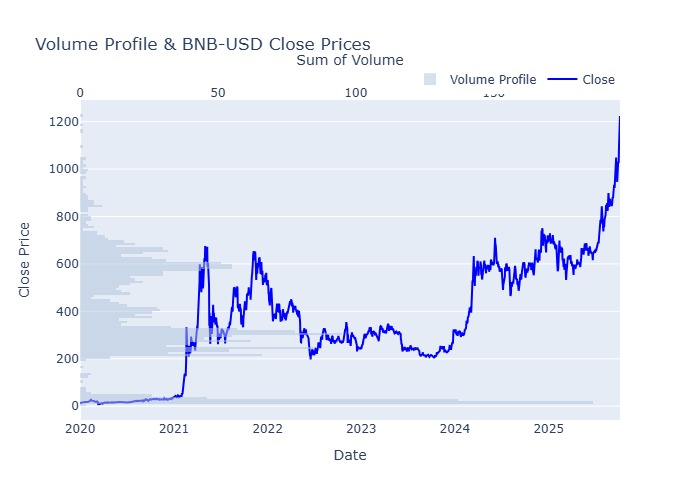 Volume Profile & BNB-USD Close Prices
Sum of Volume
Volume Profile Close
0 50 100
1200
1000
800
600
400
200
0
Close Price
2020 2021 2022 2023 2024 2025
Date